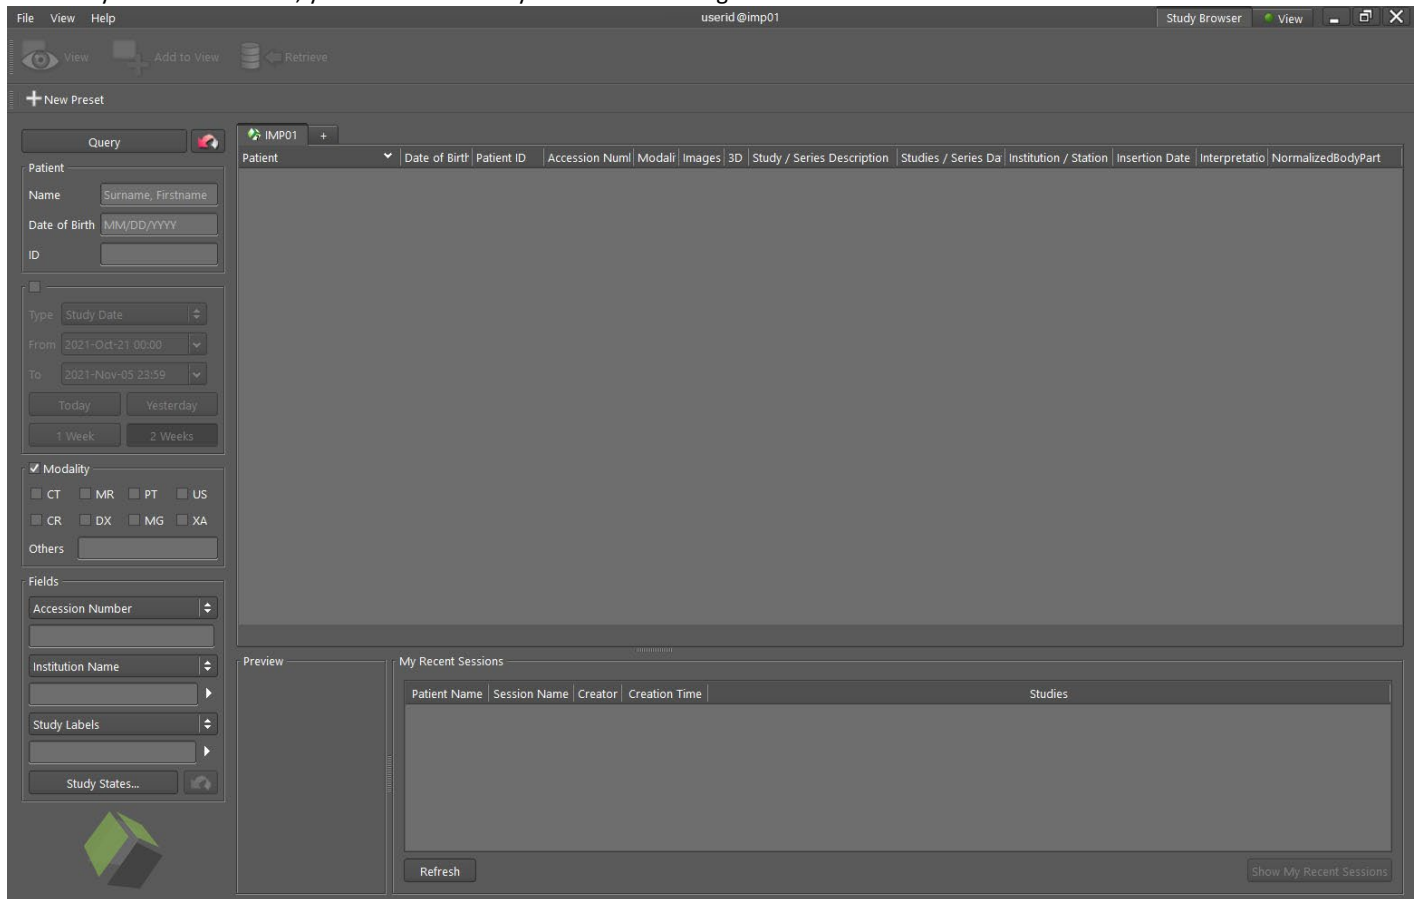 File View Help userid@imp01 Study Browser View
View Add to View Retrieve
New Preset
Query
Patient
Name Surname, Firstname
Date of Birth MM/DD/YYYY
ID
Type Study Date
From 2021-Oct-21 00:00
To 2021-Nov-05 23:59
Today Yesterday
1 Week 2 Weeks
Modality
CT MR PT US
CR DX MG XA
Others
Fields
Accession Number
Institution Name
Study Labels
Study States...
IMP01 +
Patient Date of Birth Patient ID Accession Numl Modali Images 3D Study / Series Description Studies / Series Da Institution / Station Insertion Date Interpretatio NormalizedBodyPart
Preview
My Recent Sessions
Patient Name Session Name Creator Creation Time Studies
Refresh Show My Recent Sessions